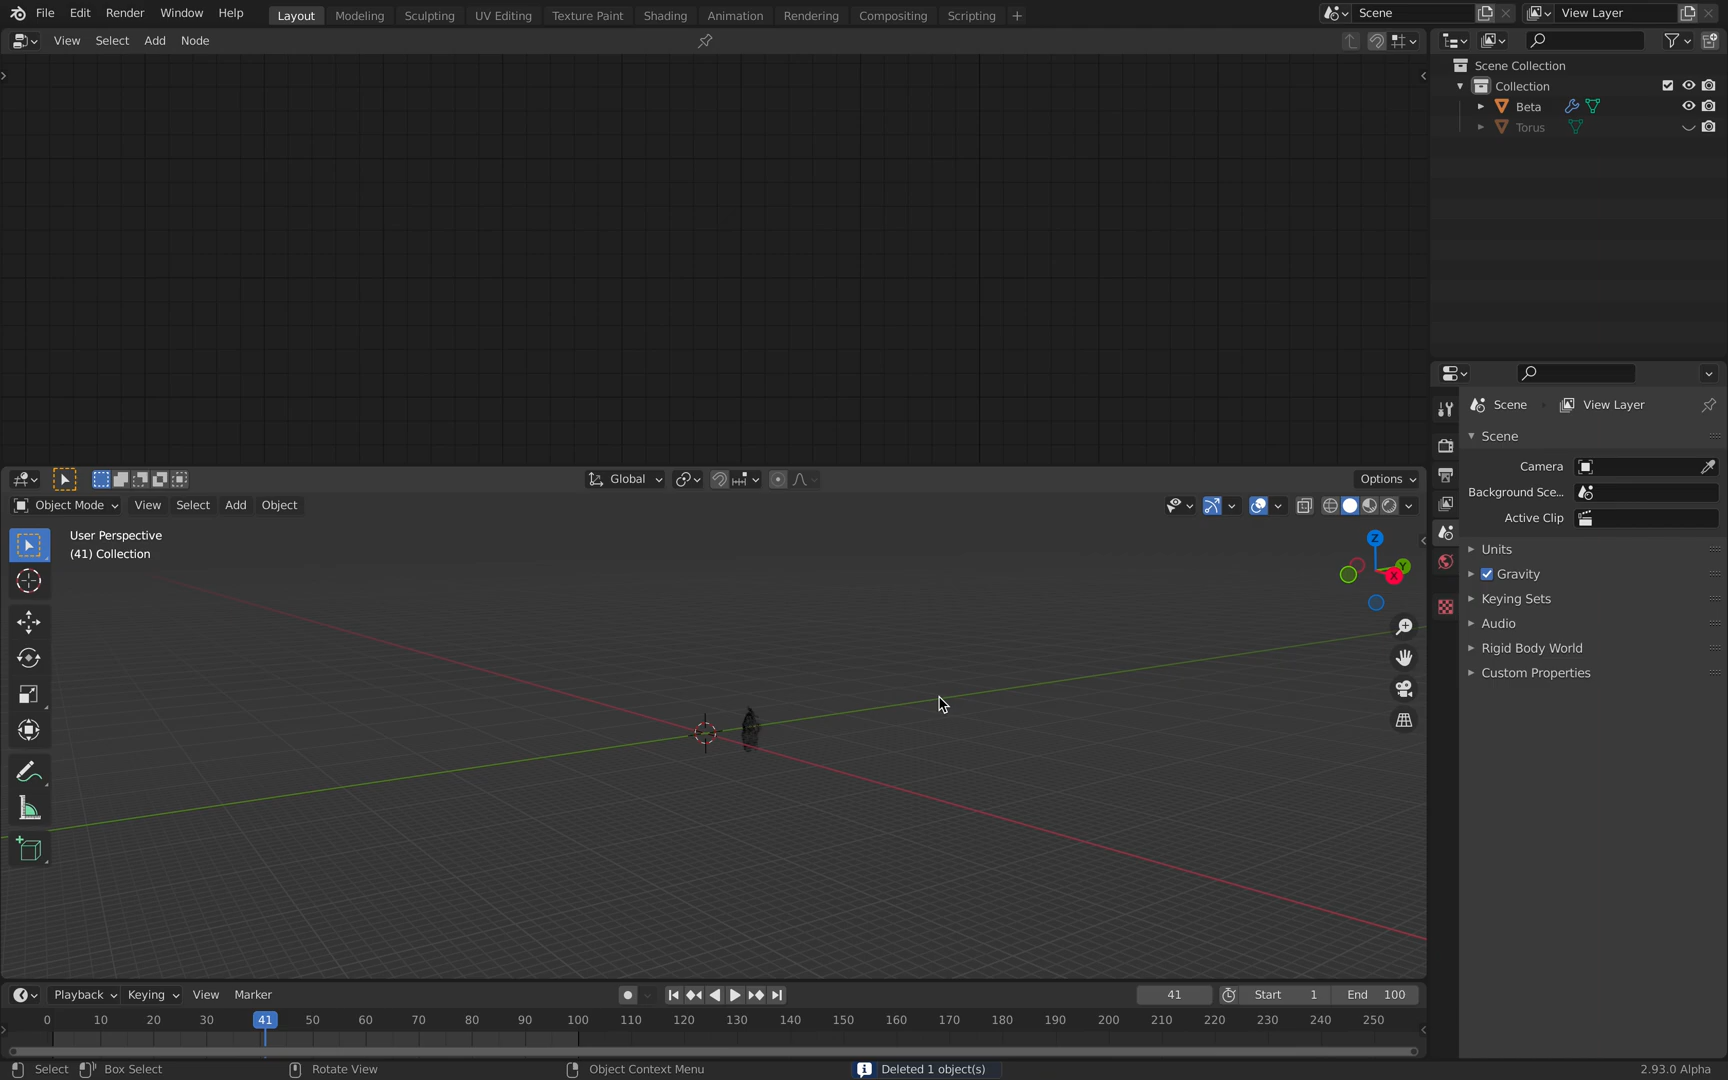 File Edit Render Window Help Layout Modeling Sculpting UV Editing Texture Paint Shading Animation Rendering Compositing Scripting + Scene View Layer
View Select Add Node
Scene Collection
Collection
Beta
Torus
Scene View Layer
Scene
Camera
Background Sce...
Active Clip
Units
Gravity
Keying Sets
Audio
Rigid Body World
Custom Properties
Global Options
Object Mode View Select Add Object
User Perspective
(41) Collection
Z
Y
X
Playback Keying View Marker 41 Start 1 End 100
0 10 20 30 41 50 60 70 80 90 100 110 120 130 140 150 160 170 180 190 200 210 220 230 240 250
Select Box Select Rotate View Object Context Menu Deleted 1 object(s) 2.93.0 Alpha